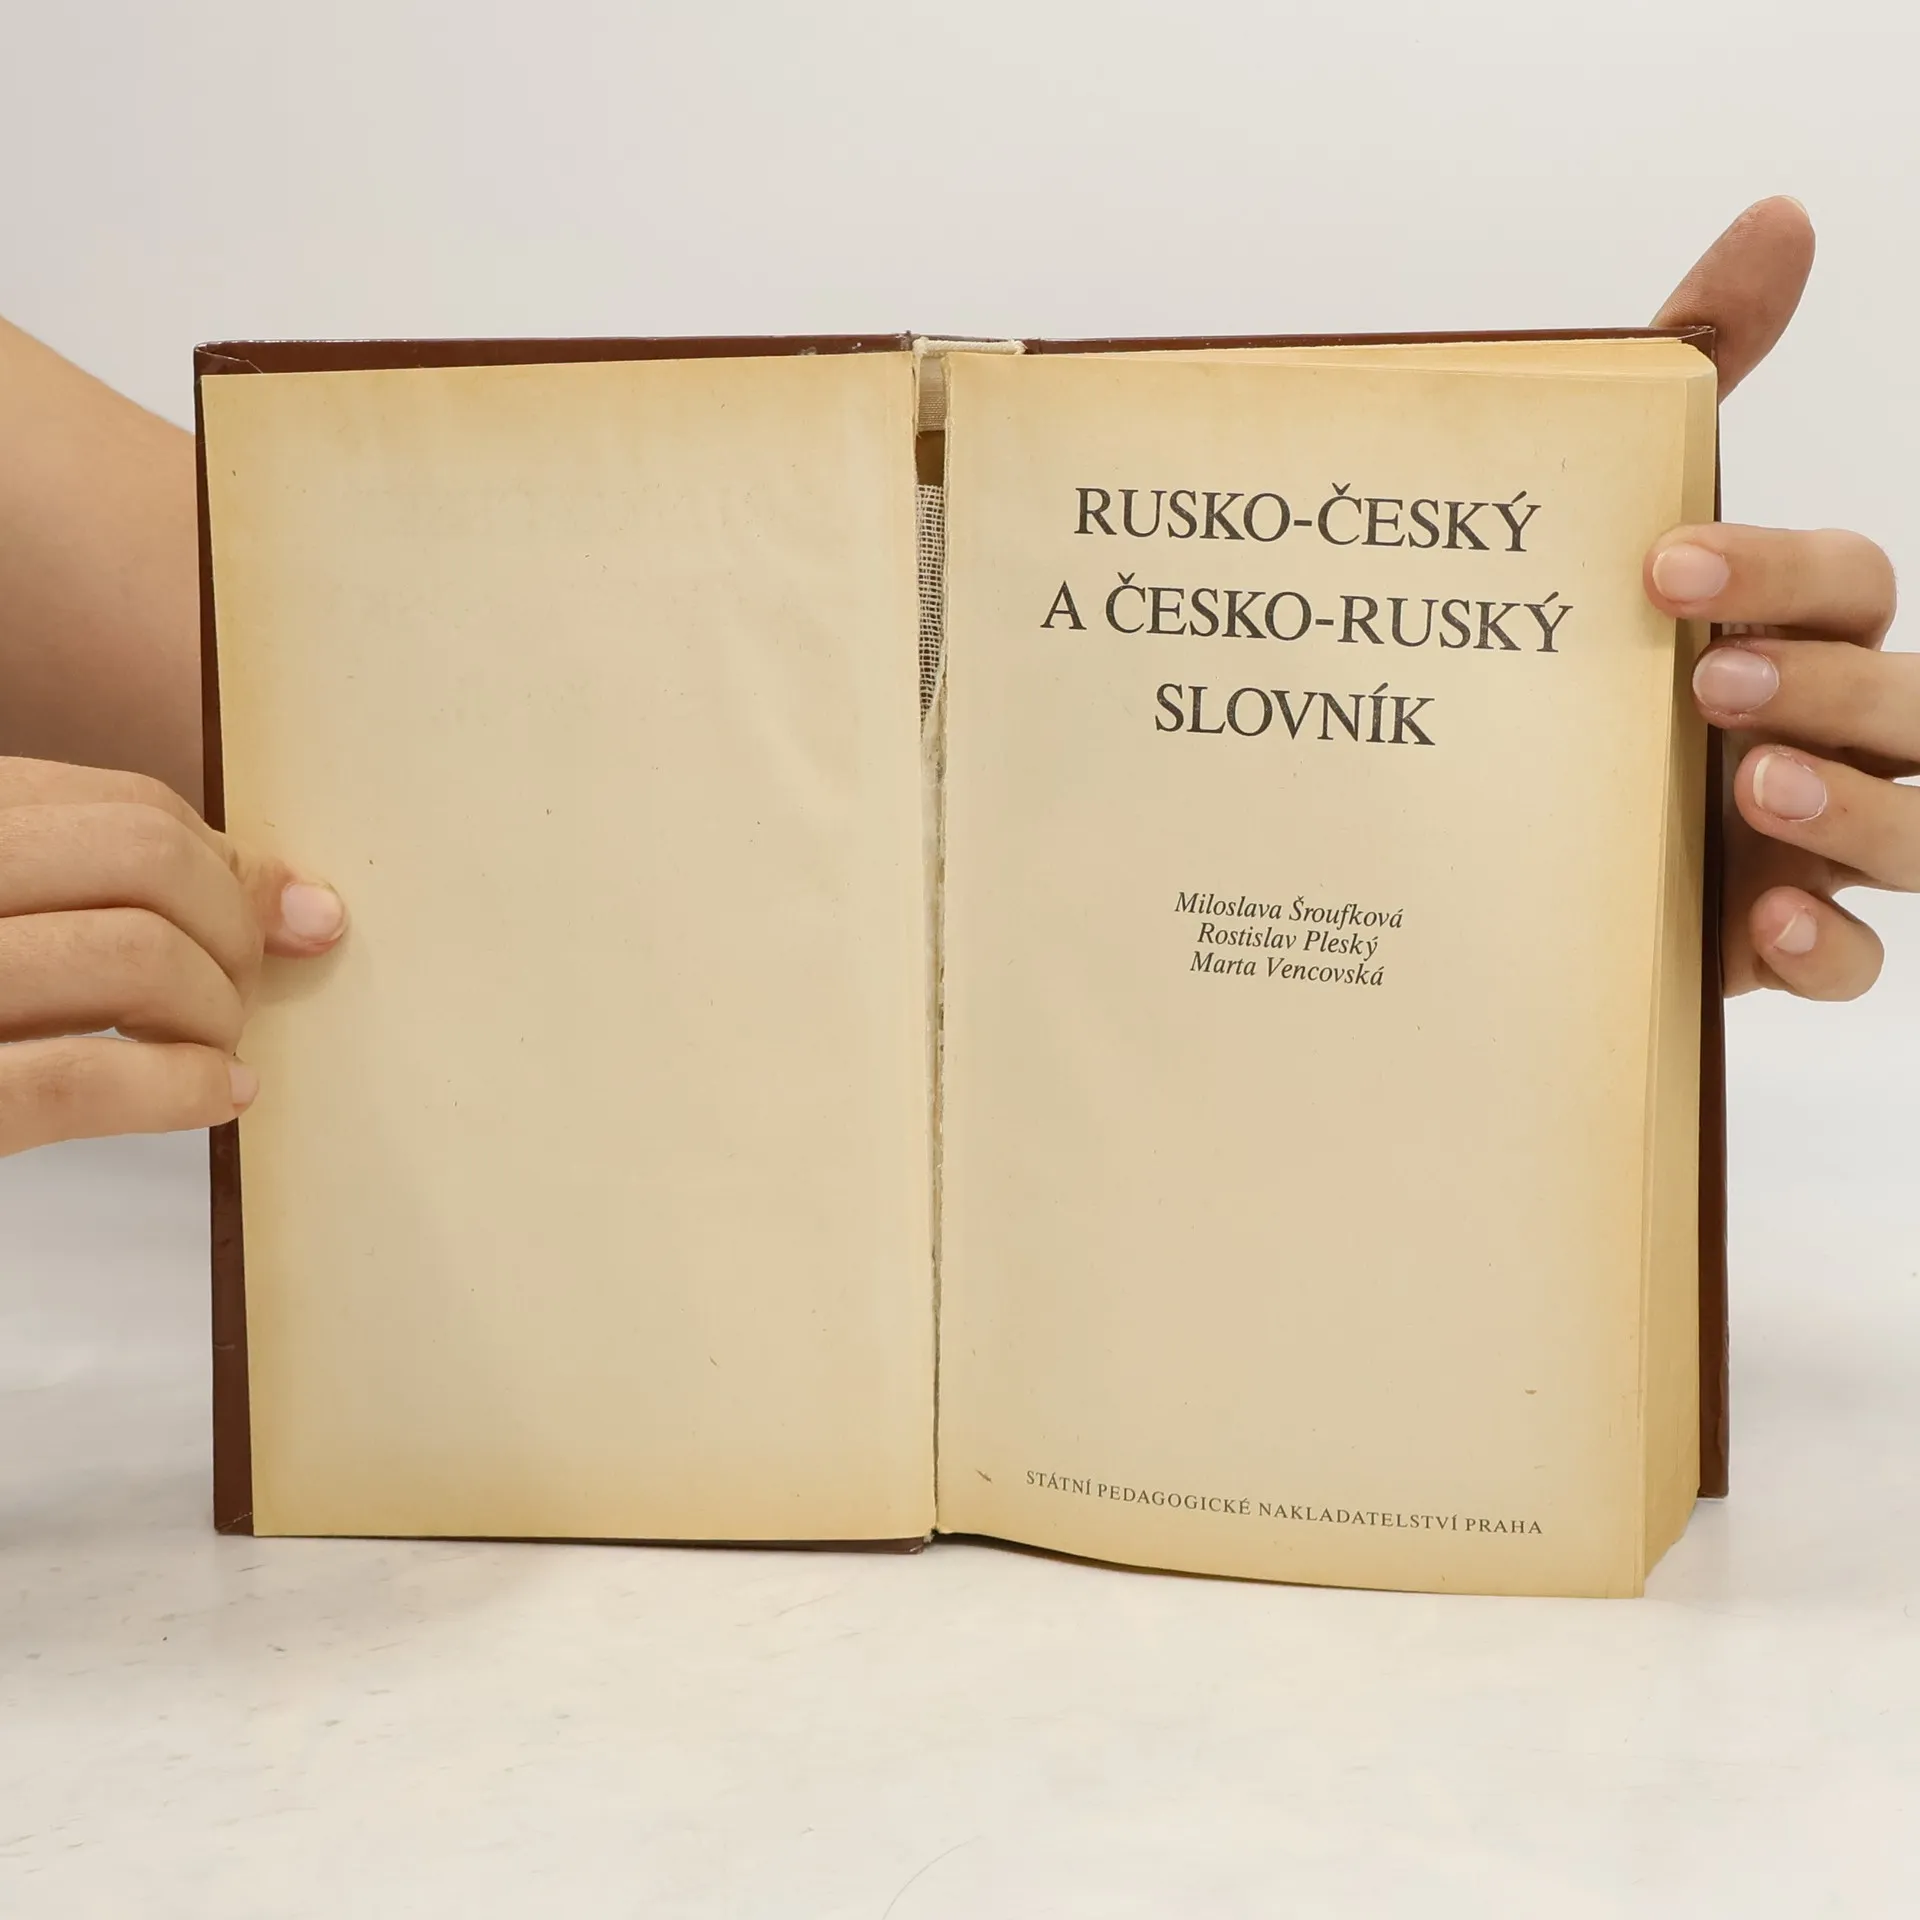 RUSKO-ČESKÝ
A ČESKO-RUSKÝ
SLOVNÍK
Miloslava Šroufková
Rostislav Pleský
Marta Vencovská
STÁTNÍ PEDAGOGICKÉ NAKLADATELSTVÍ PRAHA